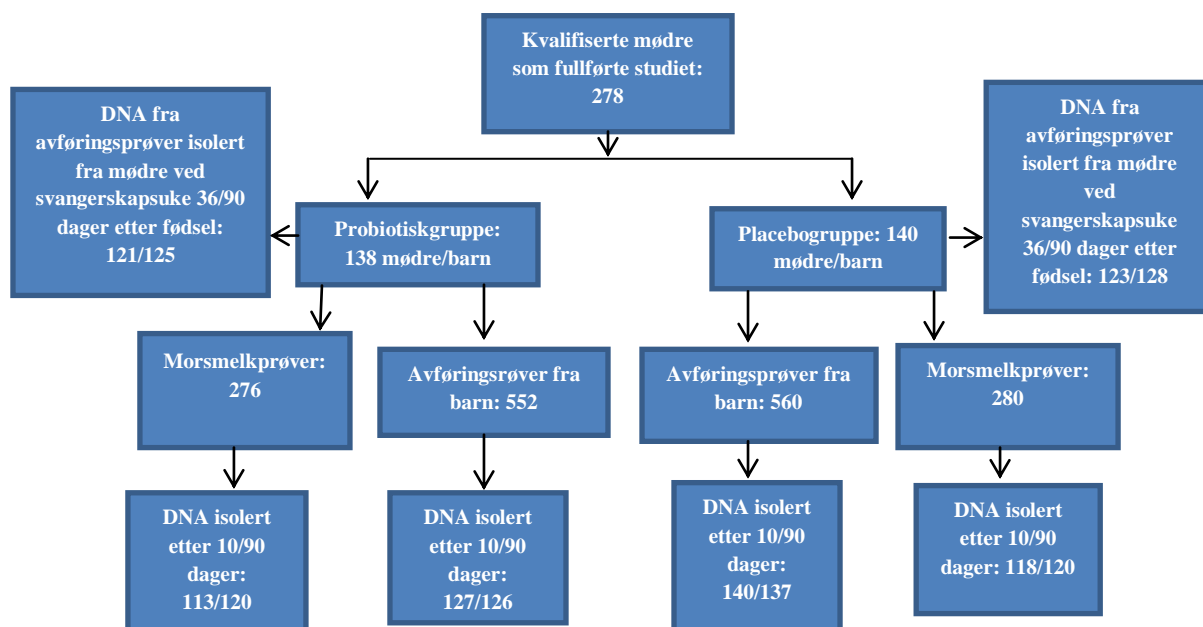 Kvalifiserte mødre
som fullførte studiet:
278
DNA fra
avføringsprøver isolert
fra mødre ved
svangerskapsuke 36/90
dager etter fødsel:
121/125
DNA fra
avføringsprøver
isolert fra mødre
ved
svangerskapsuke
36/90 dager etter
fødsel: 123/128
Probiotiskgruppe:
138 mødre/barn
Placebogruppe: 140
mødre/barn
Morsmelkprøver:
276
Avføringsrøver fra
barn: 552
Avføringsprøver fra
barn: 560
Morsmelkprøver:
280
DNA isolert
etter 10/90
dager:
113/120
DNA isolert
etter 10/90
dager:
127/126
DNA isolert
etter 10/90
dager:
140/137
DNA isolert
etter 10/90
dager: 118/120